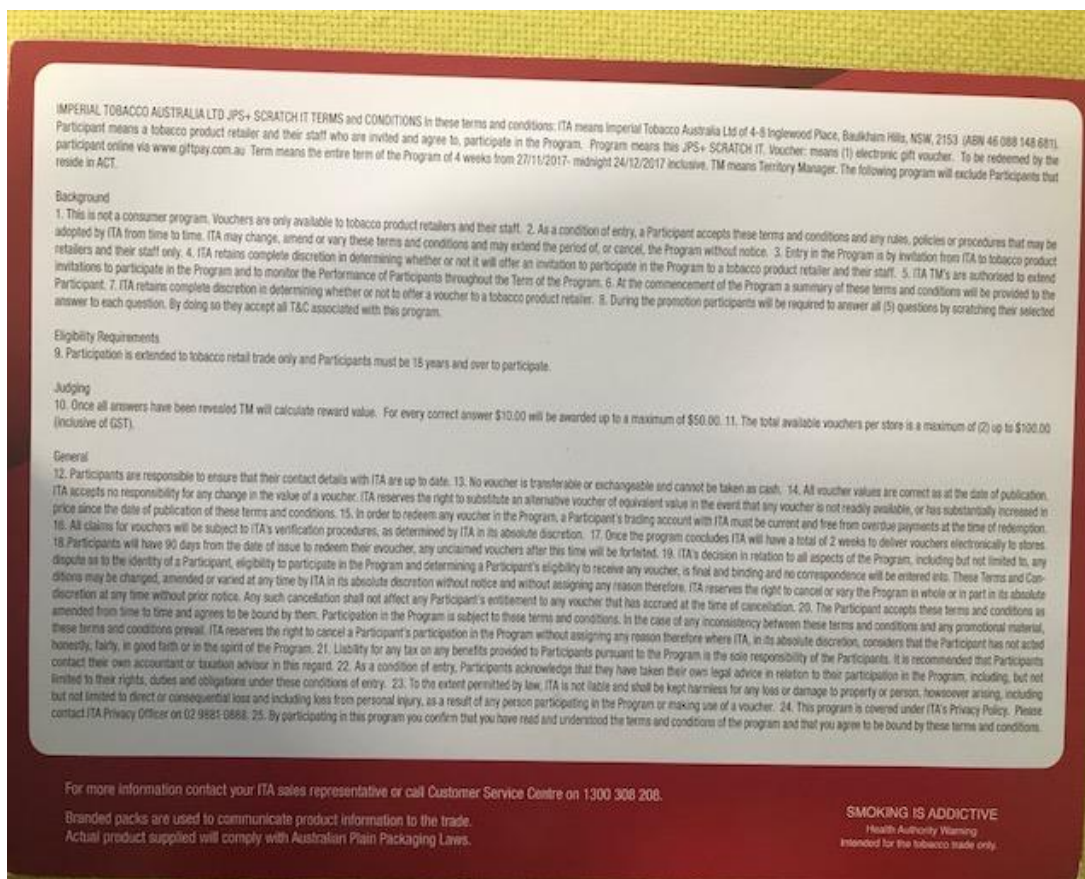 IMPERIAL TOBACCO AUSTRALIA LTD JPS+ SCRATCH IT TERMS and CONDITIONS In these terms and conditions: ITA means Imperial Tobacco Australia Ltd of 4-8 Inglewood Place, Baulkham Hills, NSW, 2153 (ABN 46 088 148 681).
Participant means a tobacco product retailer and their staff who are invited and agree to, participate in the Program. Program means this JPS+ SCRATCH IT. Voucher: means (1) electronic gift voucher. To be redeemed by the
participant online via www.giftpay.com.au Term means the entire term of the Program of 4 weeks from 27/11/2017- midnight 24/12/2017 inclusive. TM means Territory Manager. The following program will exclude Participants that
reside in ACT.
Background
1. This is not a consumer program. Vouchers are only available to tobacco product retailers and their staff. 2. As a condition of entry, a Participant accepts these terms and conditions and any rules, policies or procedures that may be
adopted by ITA from time to time. ITA may change, amend or vary these terms and conditions and may extend the period of, or cancel, the Program without notice. 3. Entry in the Program is by invitation from ITA to tobacco product
retailers and their staff only. 4. ITA retains complete discretion in determining whether or not it will offer an invitation to participate in the Program to a tobacco product retailer and their staff. 5. ITA TM's are authorised to extend
invitations to participate in the Program and to monitor the Performance of Participants throughout the Term of the Program. 6. At the commencement of the Program a summary of these terms and conditions will be provided to the
Participant. 7. ITA retains complete discretion in determining whether or not to offer a voucher to a tobacco product retailer. 8. During the promotion participants will be required to answer all (5) questions by scratching their selected
answer to each question. By doing so they accept all T&C associated with this program.
Eligibility Requirements
9. Participation is extended to tobacco retail trade only and Participants must be 18 years and over to participate.
Judging
10. Once all answers have been revealed TM will calculate reward value. For every correct answer $10.00 will be awarded up to a maximum of $50.00. 11. The total available vouchers per store is a maximum of (2) up to $100.00
(inclusive of GST).
General
12. Participants are responsible to ensure that their contact details with ITA are up to date. 13. No voucher is transferable or exchangeable and cannot be taken as cash. 14. All voucher values are correct as at the date of publication.
ITA accepts no responsibility for any change in the value of a voucher. ITA reserves the right to substitute an alternative voucher of equivalent value in the event that any voucher is not readily available, or has substantially increased in
price since the date of publication of these terms and conditions. 15. In order to redeem any voucher in the Program, a Participant's trading account with ITA must be current and free from overdue payments at the time of redemption.
16. All claims for vouchers will be subject to ITA's verification procedures, as determined by ITA in its absolute discretion. 17. Once the program concludes ITA will have a total of 2 weeks to deliver vouchers electronically to stores.
18.Participants will have 90 days from the date of issue to redeem their evoucher, any unclaimed vouchers after this time will be forfeited. 19. ITA's decision in relation to all aspects of the Program, including but not limited to, any
dispute as to the identity of a Participant, eligibility to participate in the Program and determining a Participant's eligibility to receive any voucher, is final and binding and no correspondence will be entered into. These Terms and Con-
ditions may be changed, amended or varied at any time by ITA in its absolute discretion without notice and without assigning any reason therefore. ITA reserves the right to cancel or vary the Program in whole or in part in its absolute
discretion at any time without prior notice. Any such cancellation shall not affect any Participant's entitlement to any voucher that has accrued at the time of cancellation. 20. The Participant accepts these terms and conditions as
amended from time to time and agrees to be bound by them. Participation in the Program is subject to these terms and conditions. In the case of any inconsistency between these terms and conditions and any promotional material,
these terms and conditions prevail. ITA reserves the right to cancel a Participant's participation in the Program without assigning any reason therefore where ITA, in its absolute discretion, considers that the Participant has not acted
honestly, fairly, in good faith or in the spirit of the Program. 21. Liability for any tax on any benefits provided to Participants pursuant to the Program is the sole responsibility of the Participants. It is recommended that Participants
contact their own accountant or taxation advisor in this regard. 22. As a condition of entry, Participants acknowledge that they have taken their own legal advice in relation to their participation in the Program, including, but not
limited to their rights, duties and obligations under these conditions of entry. 23. To the extent permitted by law, ITA is not liable and shall be kept harmless for any loss or damage to property or person, howsoever arising, including
but not limited to direct or consequential loss and including loss from personal injury, as a result of any person participating in the Program or making use of a voucher. 24. This program is covered under ITA's Privacy Policy. Please
contact ITA Privacy Officer on 02 9881 0888. 25. By participating in this program you confirm that you have read and understood the terms and conditions of the program and that you agree to be bound by these terms and conditions.
For more information contact your ITA sales representative or call Customer Service Centre on 1300 308 208.
Branded packs are used to communicate product information to the trade.
Actual product supplied will comply with Australian Plain Packaging Laws.
SMOKING IS ADDICTIVE
Health Authority Warning
Intended for the tobacco trade only.